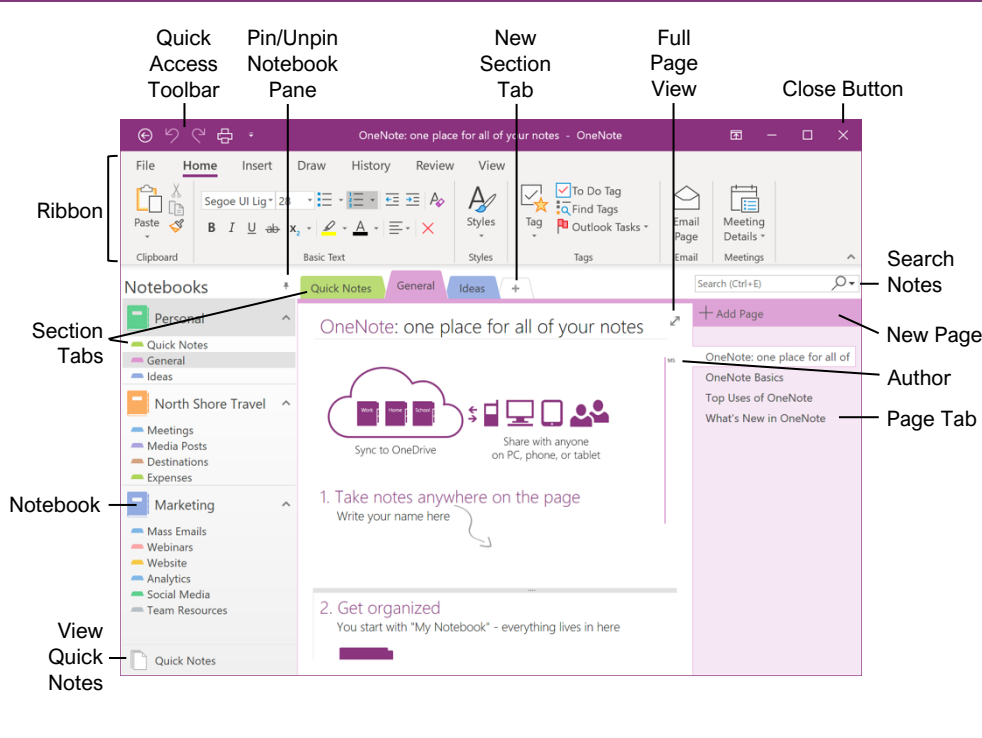 Quick
Access
Toolbar
Pin/Unpin
Notebook
Pane
New
Section
Tab
Full
Page
View
Close Button
OneNote: one place for all of your notes - OneNote
Ribbon
File Home Insert Draw History Review View
Paste
Clipboard
Segoe UI Lig 28
B I U ab x₂ A
Basic Text
Styles
Styles
Tag
To Do Tag
Find Tags
Outlook Tasks
Tags
Email
Page
Email
Meeting
Details
Meetings
Notebooks
Quick Notes General Ideas +
Search (Ctrl+E)
Search
Notes
Section
Tabs
Personal
Quick Notes
General
Ideas
North Shore Travel
Meetings
Media Posts
Destinations
Expenses
Notebook
Marketing
Mass Emails
Webinars
Website
Analytics
Social Media
Team Resources
View
Quick
Notes
Quick Notes
OneNote: one place for all of your notes
MS
Work Home School
Sync to OneDrive
Share with anyone
on PC, phone, or tablet
1. Take notes anywhere on the page
Write your name here
2. Get organized
You start with "My Notebook" - everything lives in here
Add Page
New Page
OneNote: one place for all of
OneNote Basics
Top Uses of OneNote
What's New in OneNote
Author
Page Tab